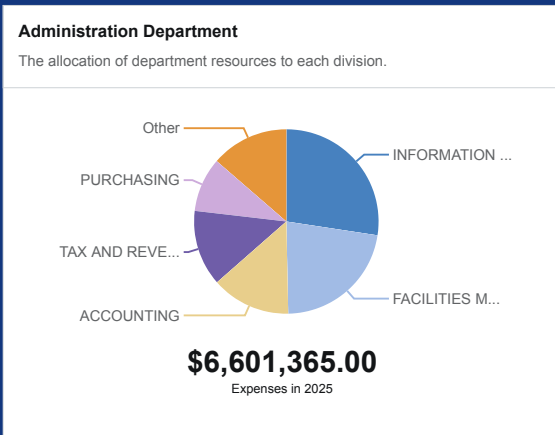 Administration Department
The allocation of department resources to each division.
Other
INFORMATION ...
PURCHASING
TAX AND REVE...
FACILITIES M...
ACCOUNTING
$6,601,365.00
Expenses in 2025